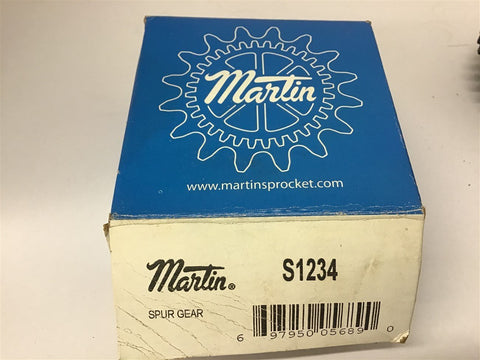 Martin
www.martinsprocket.com
Martin® S1234
SPUR GEAR
6 97950 05689 0